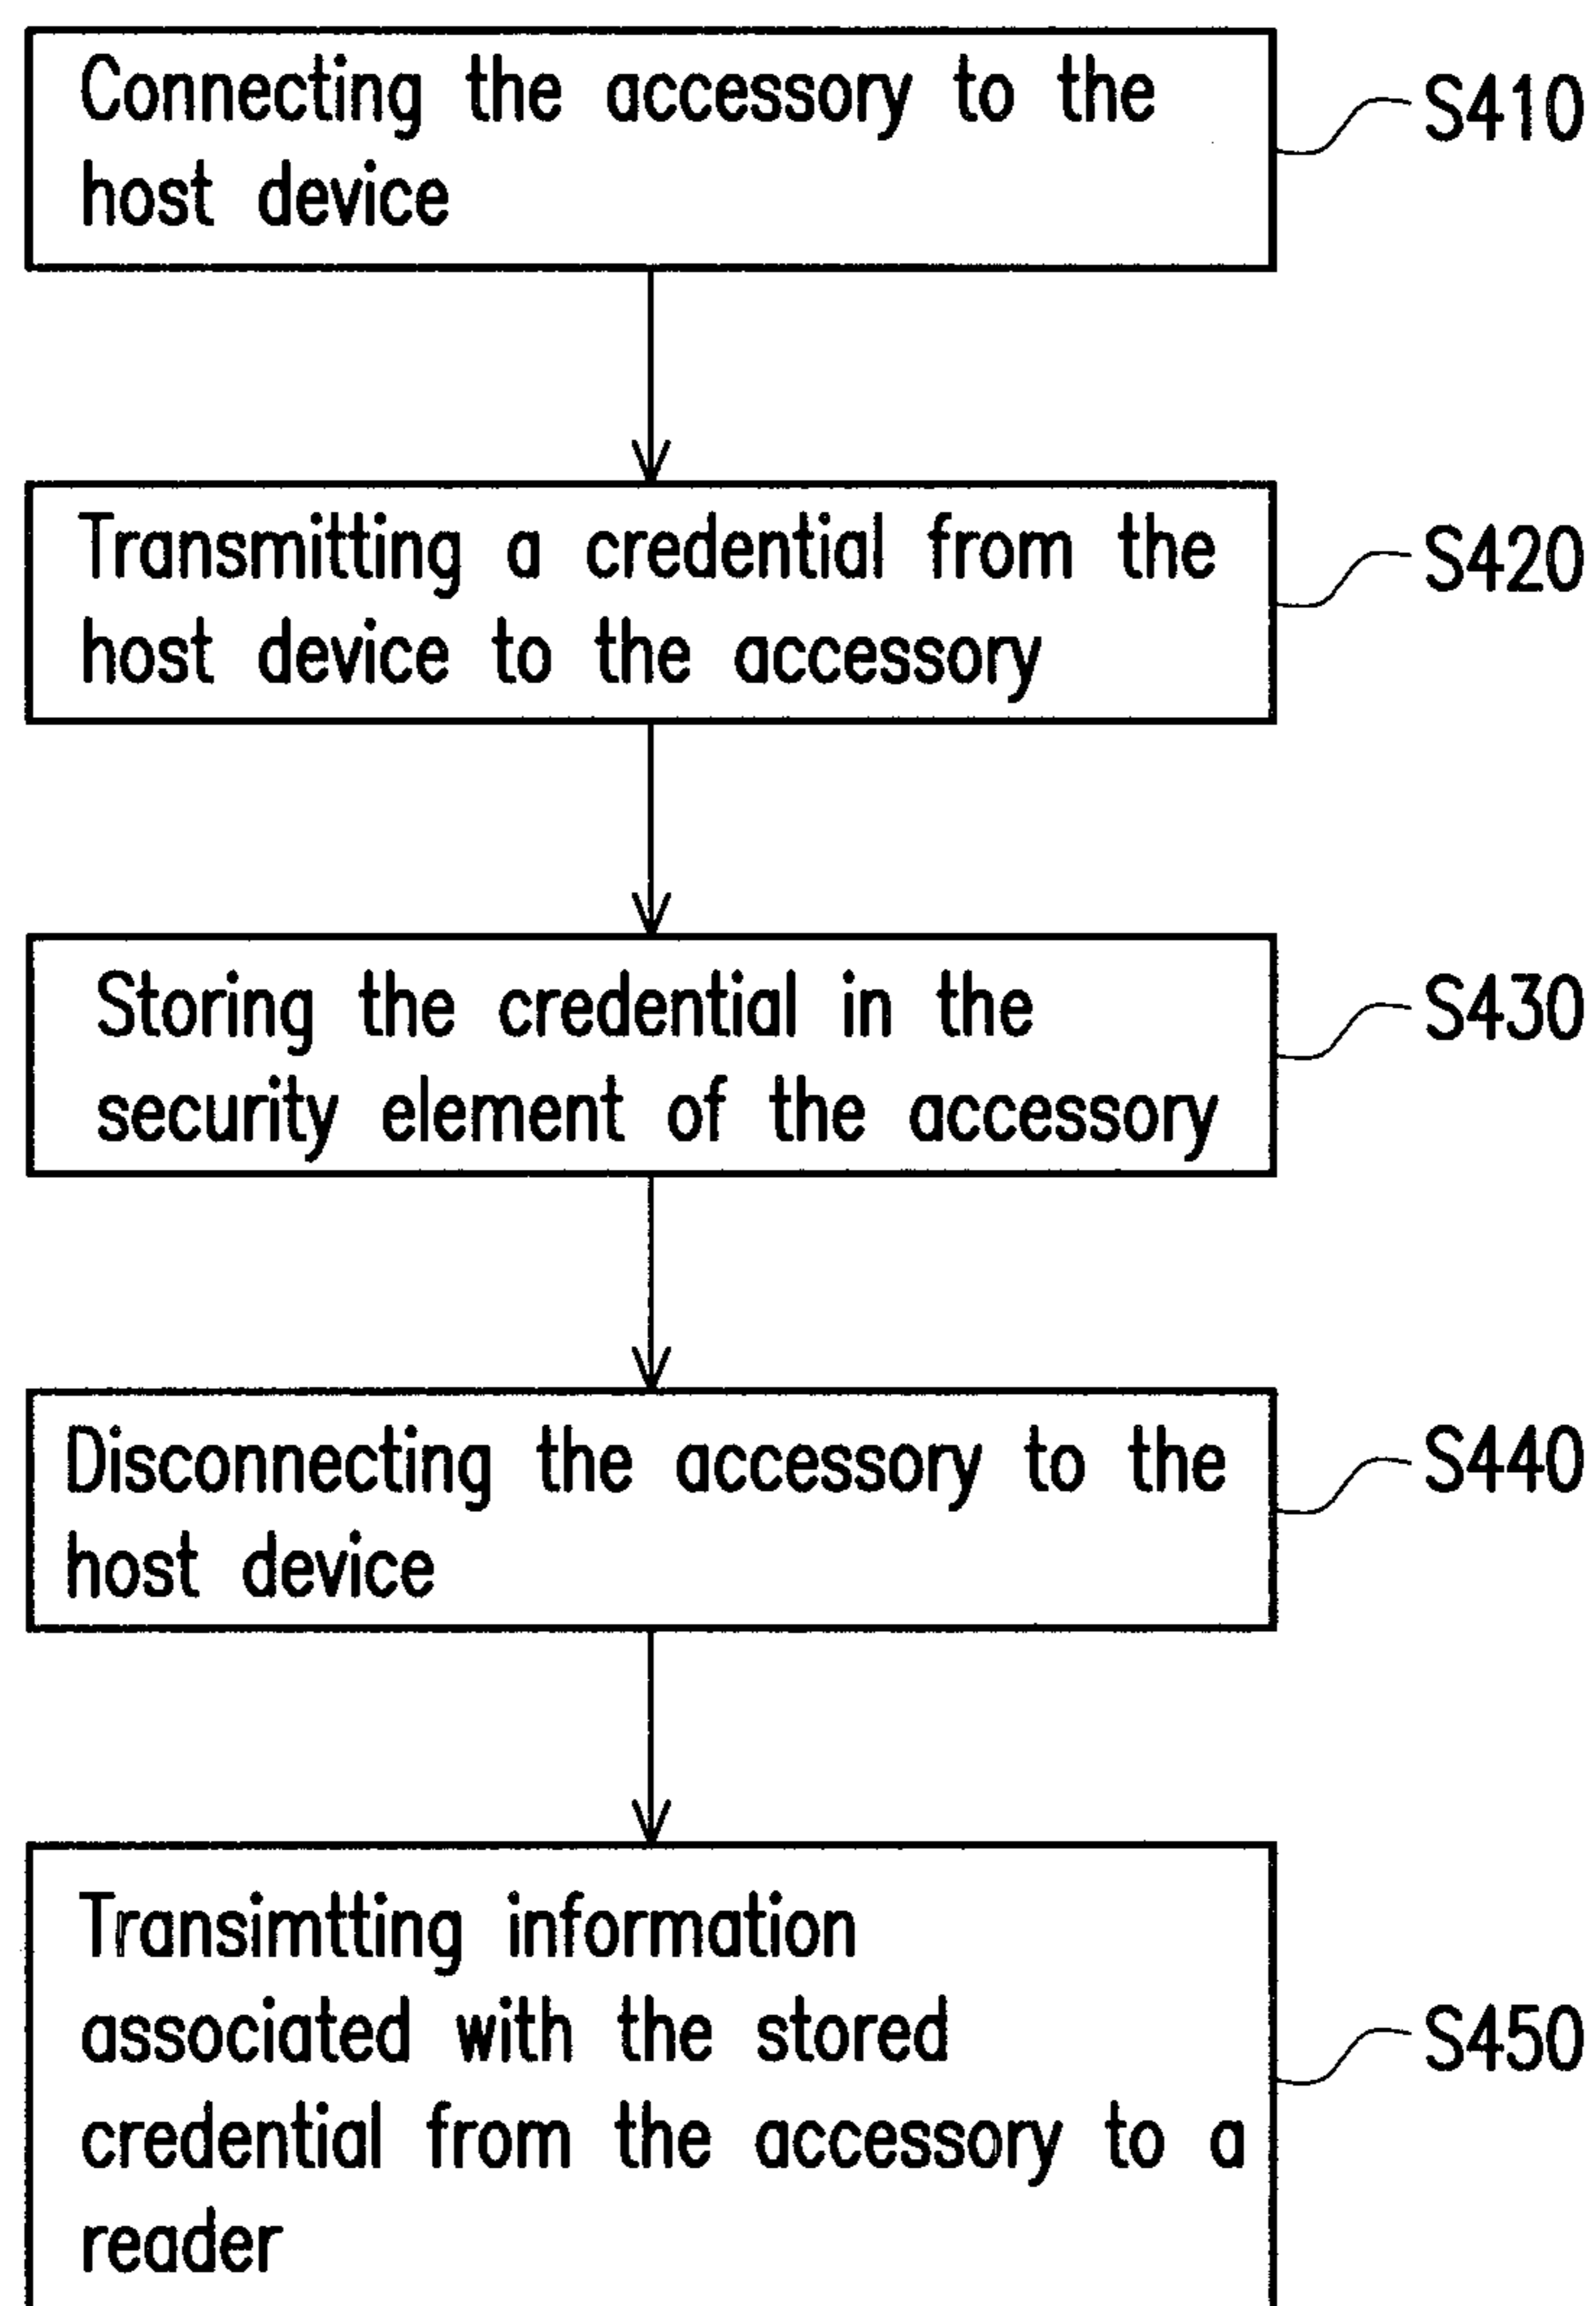 Connecting the accessory to the
host device
S410
Transmitting a credential from the
host device to the accessory
S420
Storing the credential in the
security element of the accessory
S430
Disconnecting the accessory to the
host device
S440
Transimtting information
associated with the stored
credential from the accessory to a
reader
S450